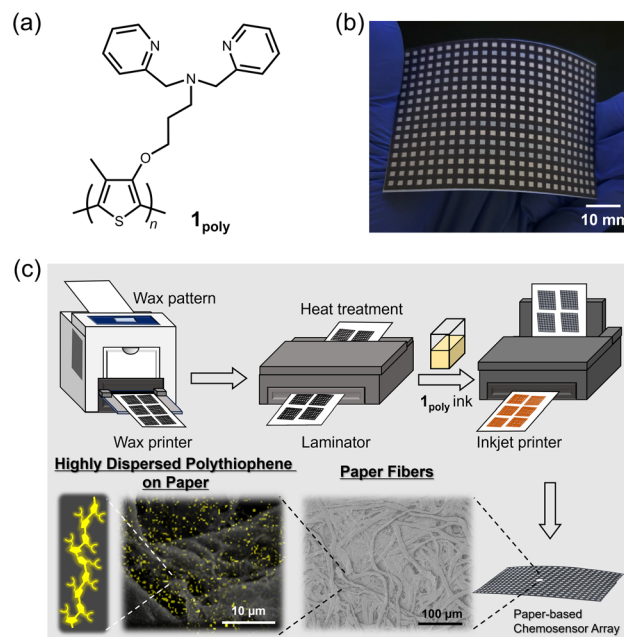 (a)
N
N
N
O
S
n
1poly
(b)
10 mm
(c)
Wax pattern
Heat treatment
1poly ink
Wax printer
Laminator
Inkjet printer
Highly Dispersed Polythiophene
on Paper
Paper Fibers
10 µm
100 µm
Paper-based
Chemosensor Array